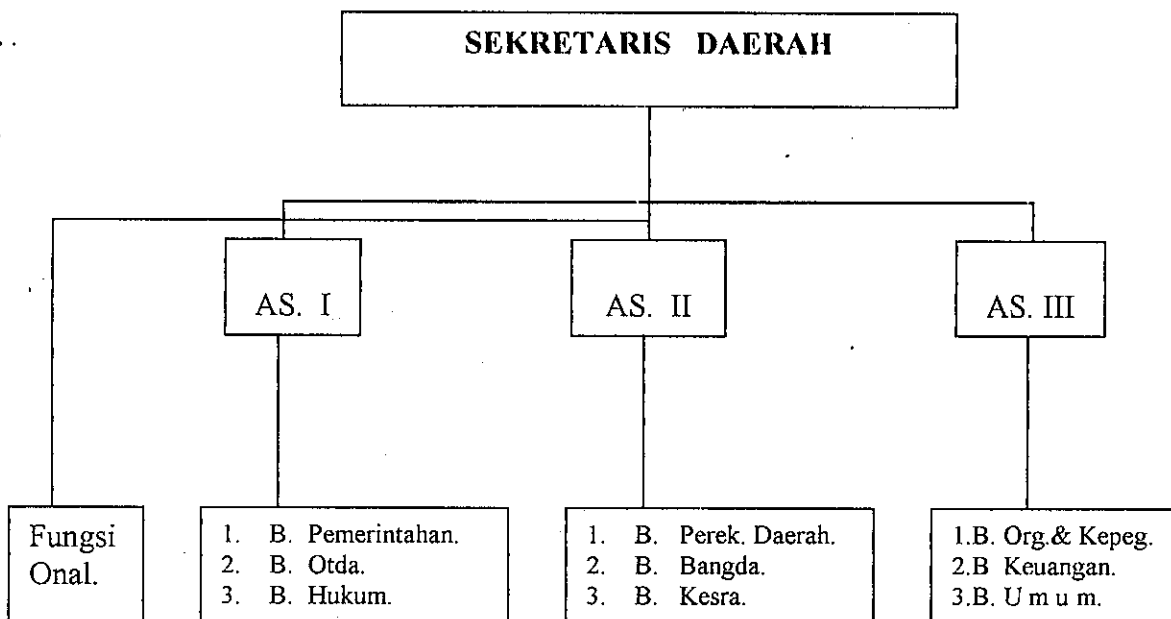 SEKRETARIS DAERAH
AS. I
AS. II
AS. III
Fungsi
Onal.
1. B. Pemerintahan.
2. B. Otda.
3. B. Hukum.
1. B. Perek. Daerah.
2. B. Bangda.
3. B. Kesra.
1.B. Org.& Kepeg.
2.B Keuangan.
3.B. U m u m.